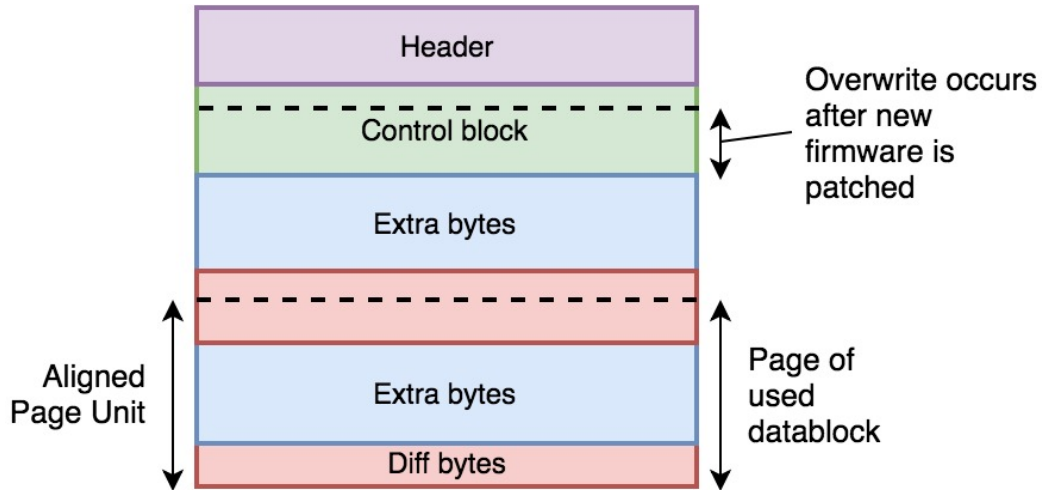 Header
Control block
Overwrite occurs
after new
firmware is
patched
Extra bytes
Aligned
Page Unit
Extra bytes
Page of
used
datablock
Diff bytes